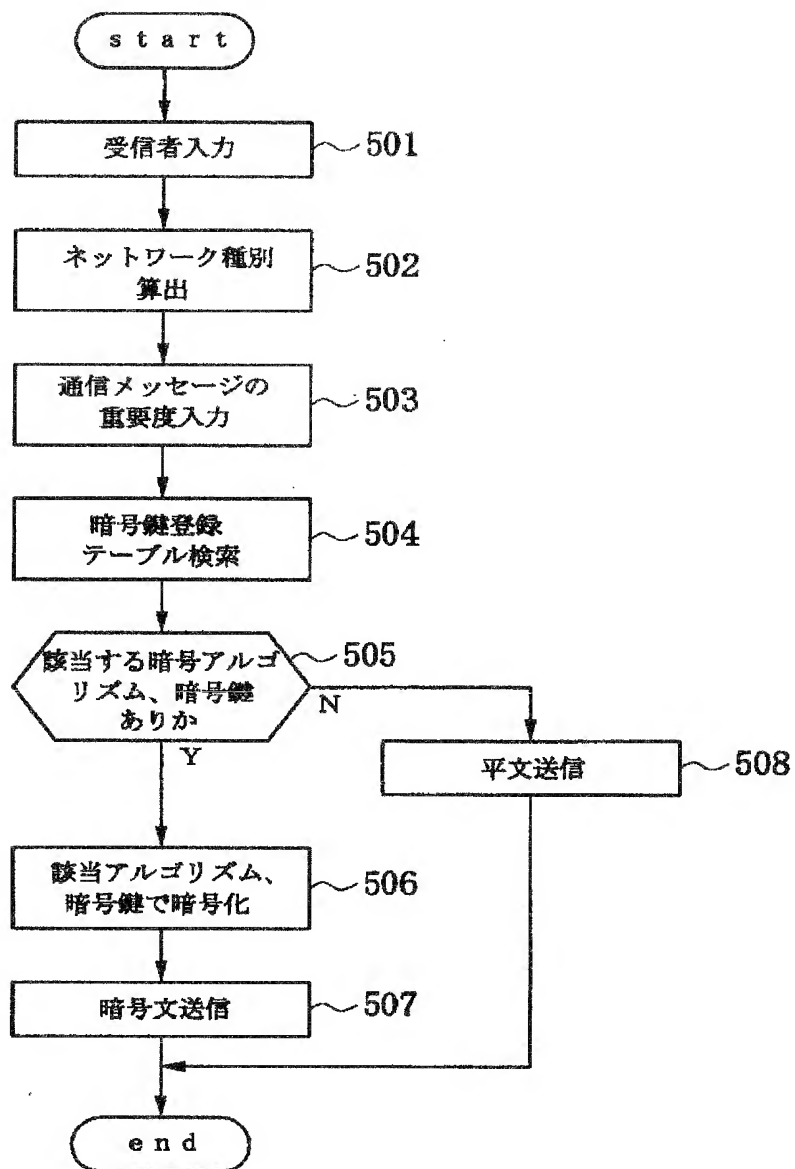 start
受信者入力
501
ネットワーク種別
算出
502
通信メッセージの
重要度入力
503
暗号鍵登録
テーブル検索
504
該当する暗号アルゴ
リズム、暗号鍵
ありか
505
N
Y
平文送信
508
該当アルゴリズム、
暗号鍵で暗号化
506
暗号文送信
507
end